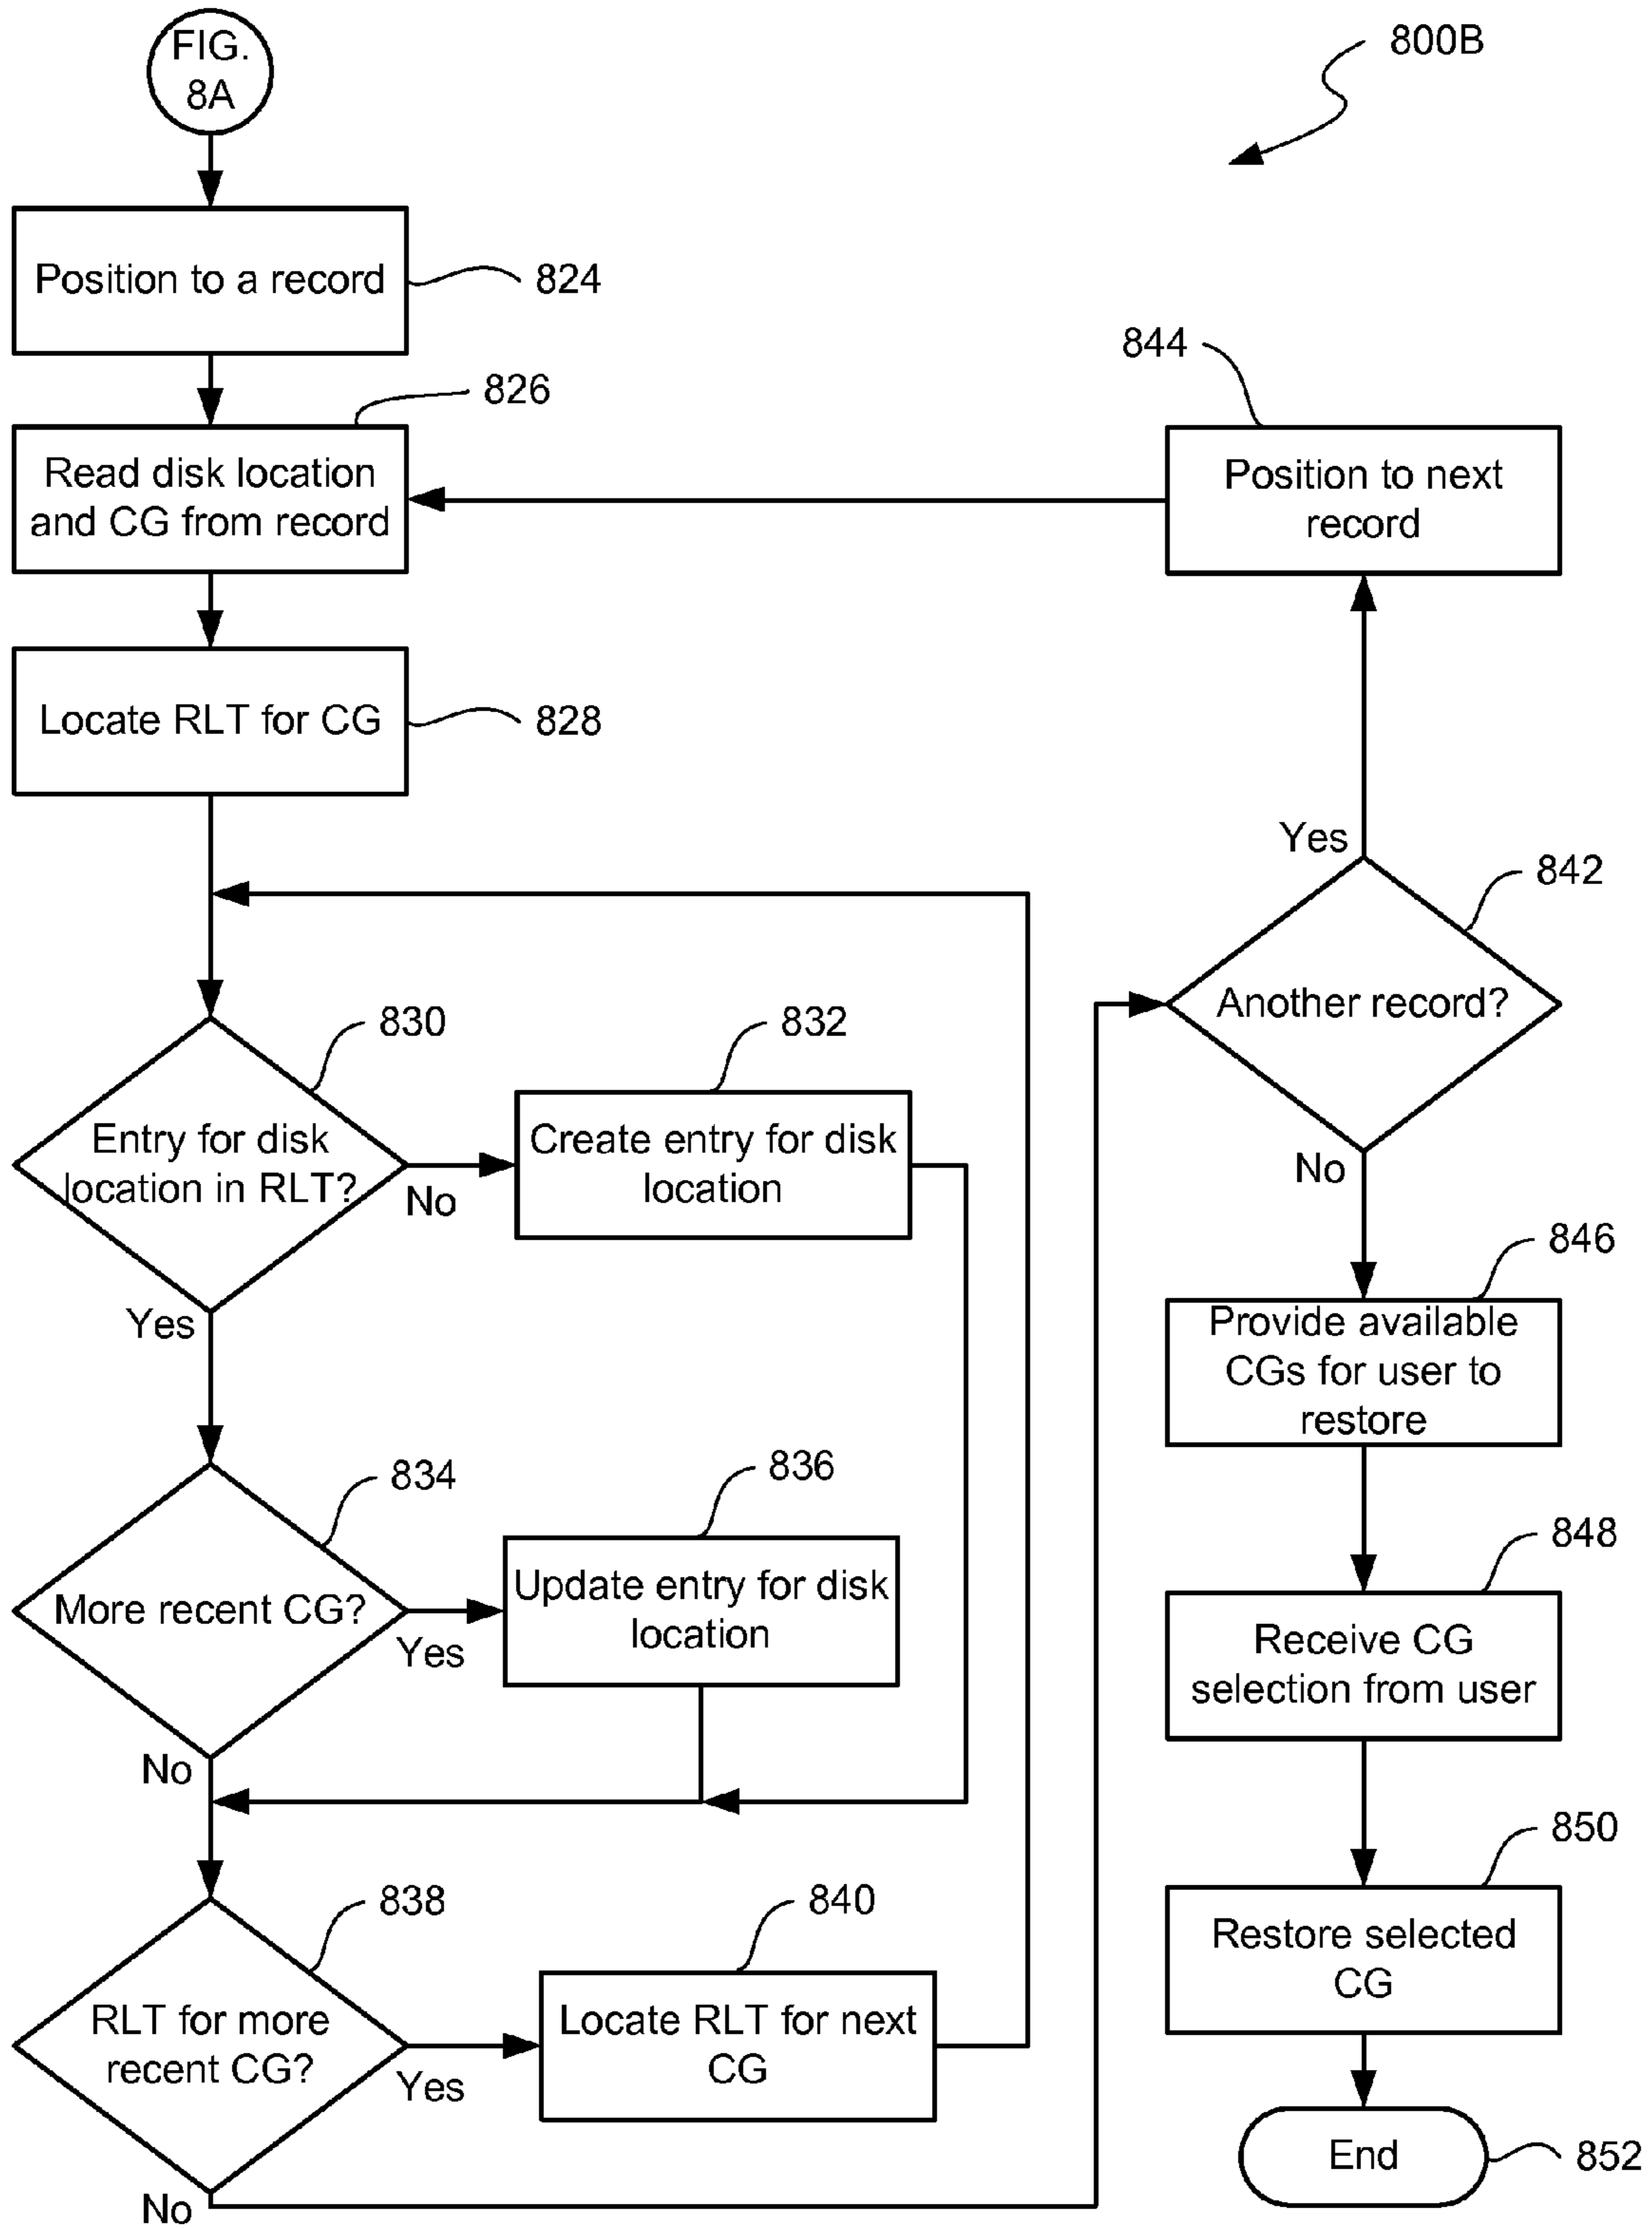 FIG.
8A
800B
Position to a record
824
826
Read disk location
and CG from record
844
Position to next
record
Locate RLT for CG
828
Yes
842
Another record?
No
830
Entry for disk
location in RLT?
No
832
Create entry for disk
location
Yes
846
Provide available
CGs for user to
restore
834
More recent CG?
Yes
836
Update entry for disk
location
No
848
Receive CG
selection from user
838
RLT for more
recent CG?
Yes
840
Locate RLT for next
CG
No
850
Restore selected
CG
End
852